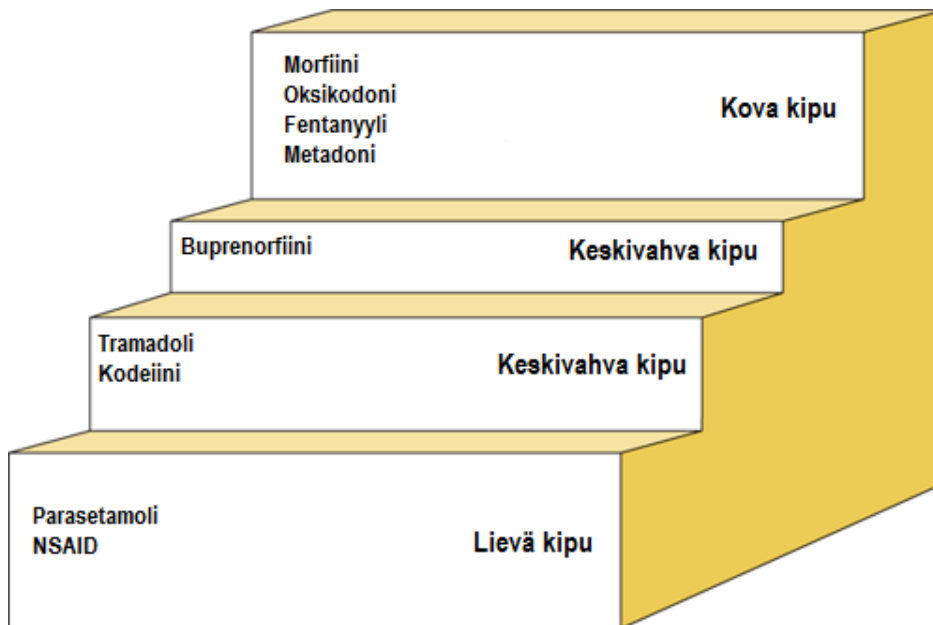 Morfiini
Oksikodoni
Fentanyyli
Metadoni
Kova kipu
Buprenorfiini
Keskivahva kipu
Tramadoli
Kodeiini
Keskivahva kipu
Parasetamoli
NSAID
Lievä kipu